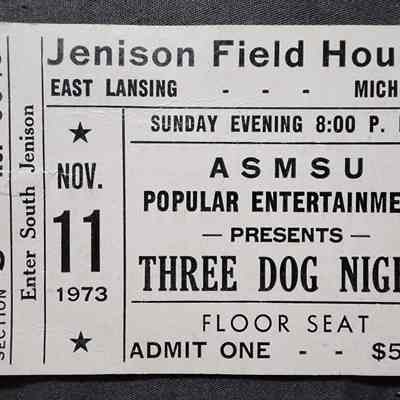 SECTION
Enter South Jenison
Jenison Field Hou
EAST LANSING - - - MICH
NOV.
11
1973
SUNDAY EVENING 8:00 P.
ASMSU
POPULAR ENTERTAINME
— PRESENTS —
THREE DOG NIG
FLOOR SEAT
ADMIT ONE - - $5